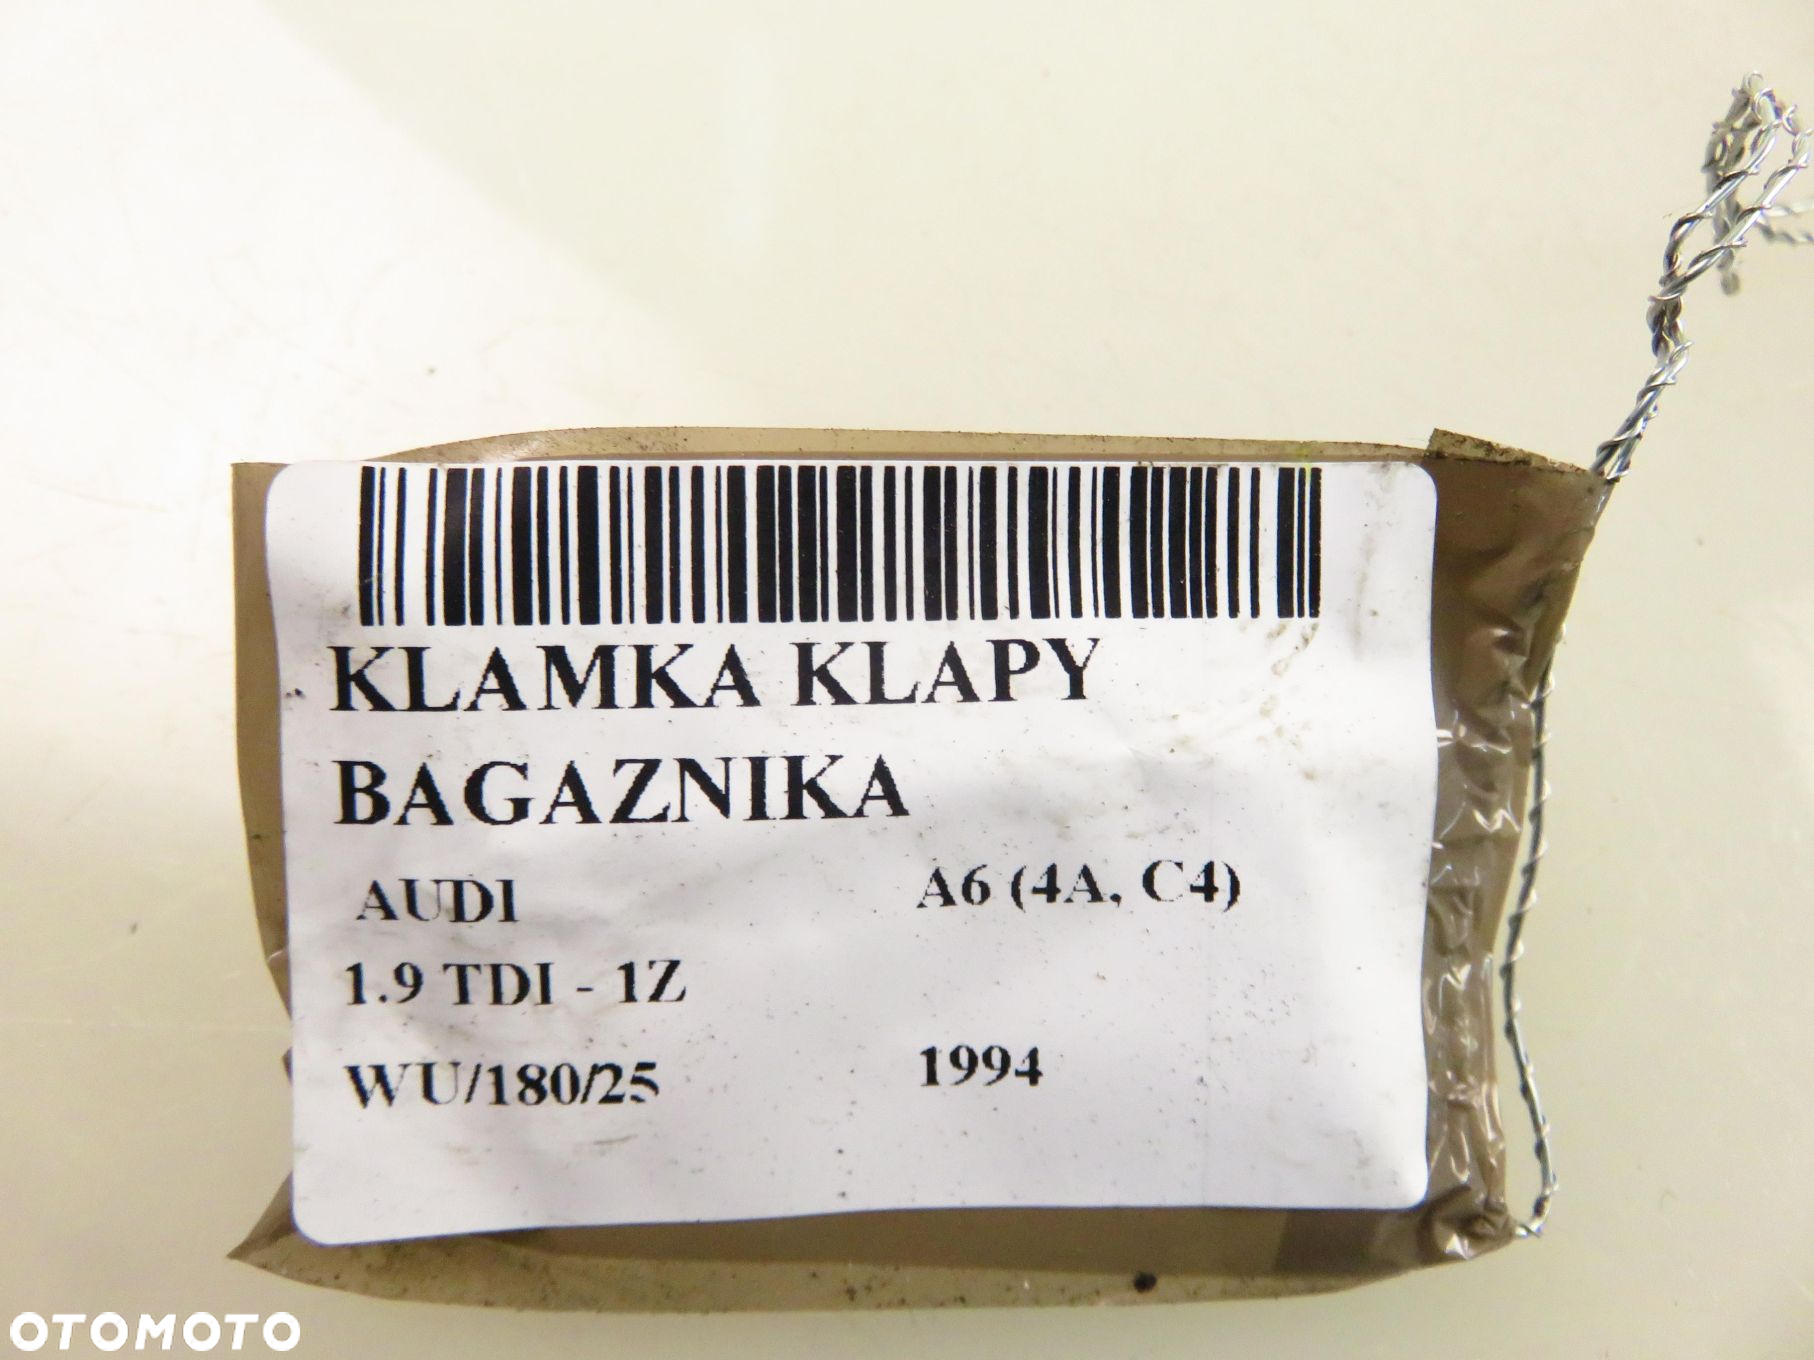 KLAMKA KLAPY
BAGAZNIKA
AUDI A6 (4A, C4)
1.9 TDI - 1Z
WU/180/25 1994
OTOMOTO